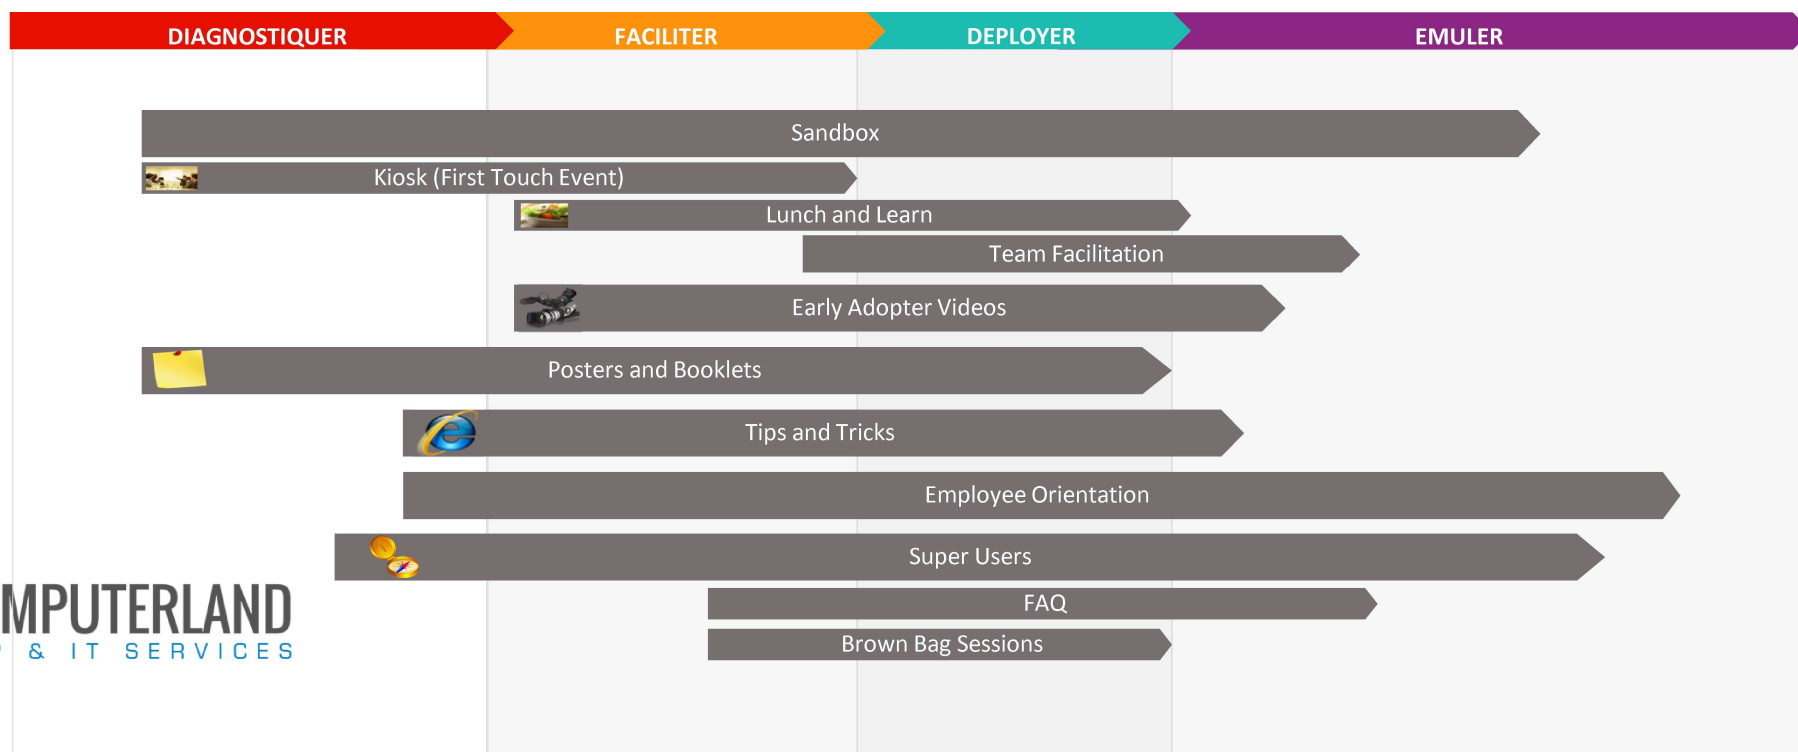 DIAGNOSTIQUER
FACILITER
DEPLOYER
EMULER
Sandbox
Kiosk (First Touch Event)
Lunch and Learn
Team Facilitation
Early Adopter Videos
Posters and Booklets
Tips and Tricks
Employee Orientation
Super Users
FAQ
Brown Bag Sessions
MPUTERLAND
& IT SERVICES